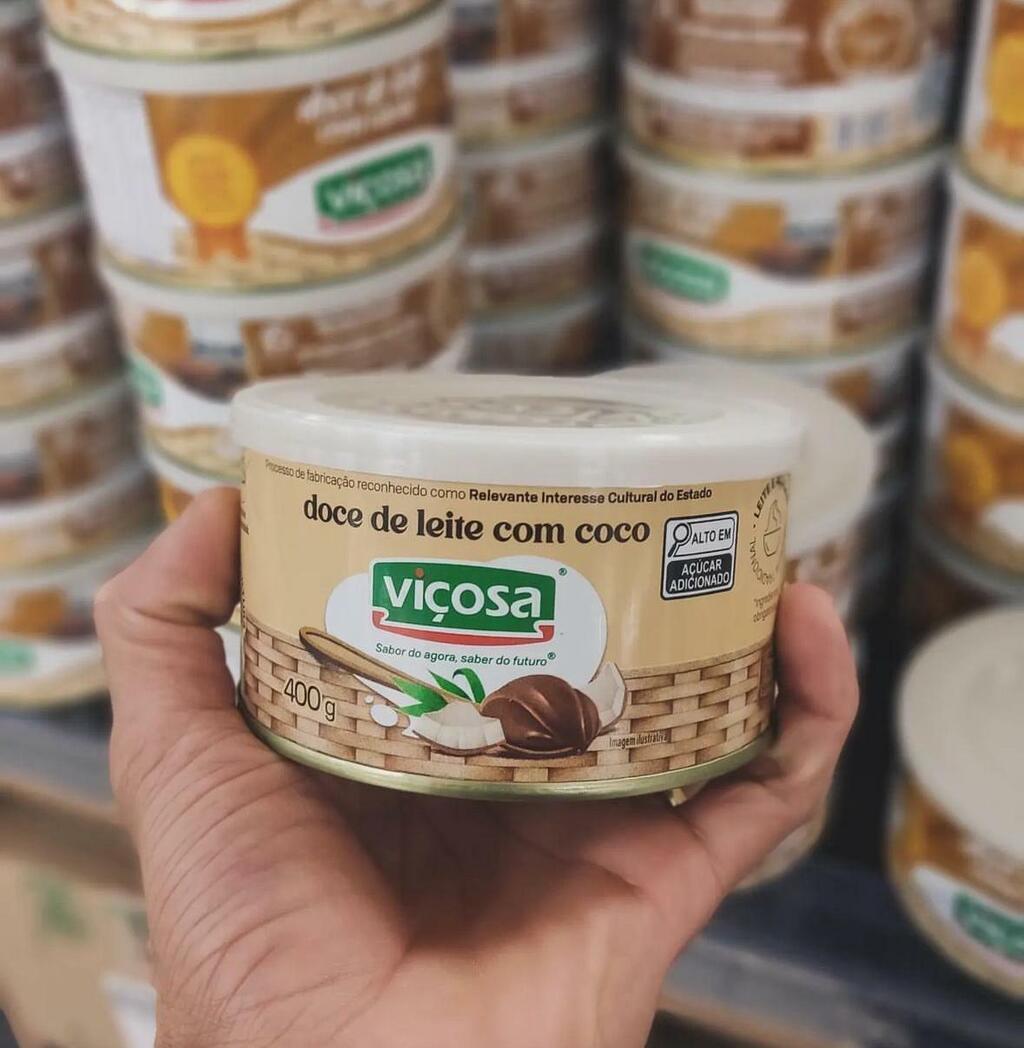 Processo de fabricação reconhecido como Relevante Interesse Cultural do Estado
doce de leite com coco
ALTO EM
AÇÚCAR
ADICIONADO
viçosa®
Sabor do agora, saber do futuro®
400 g
Imagem ilustrativa
viçosa